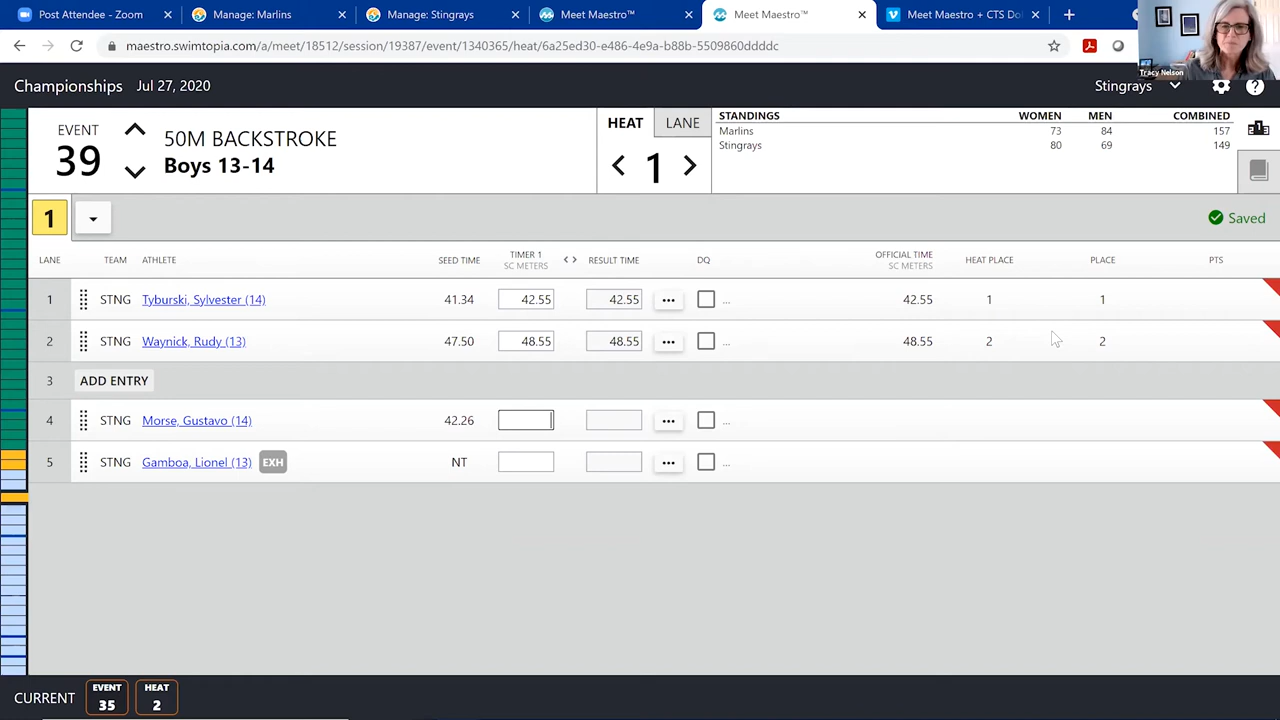 Post Attendee - Zoom
Manage: Marlins
Manage: Stingrays
Meet Maestro™
Meet Maestro™
Meet Maestro + CTS Do
maestro.swimtopia.com/a/meet/18512/session/19387/event/1340365/heat/6a25ed30-e486-4e9a-b88b-5509860ddddc
Tracy Nelson
Championships Jul 27, 2020
Stingrays
EVENT
39
50M BACKSTROKE
Boys 13-14
HEAT LANE
1
STANDINGS WOMEN MEN COMBINED
Marlins 73 84 157
Stingrays 80 69 149
1
Saved
LANE TEAM ATHLETE SEED TIME TIMER 1 SC METERS RESULT TIME DQ OFFICIAL TIME SC METERS HEAT PLACE PLACE PTS
1 STNG Tyburski, Sylvester (14) 41.34 42.55 42.55 ... 42.55 1 1
2 STNG Waynick, Rudy (13) 47.50 48.55 48.55 ... 48.55 2 2
3 ADD ENTRY
4 STNG Morse, Gustavo (14) 42.26 ...
5 STNG Gamboa, Lionel (13) EXH NT ...
CURRENT
EVENT
35
HEAT
2